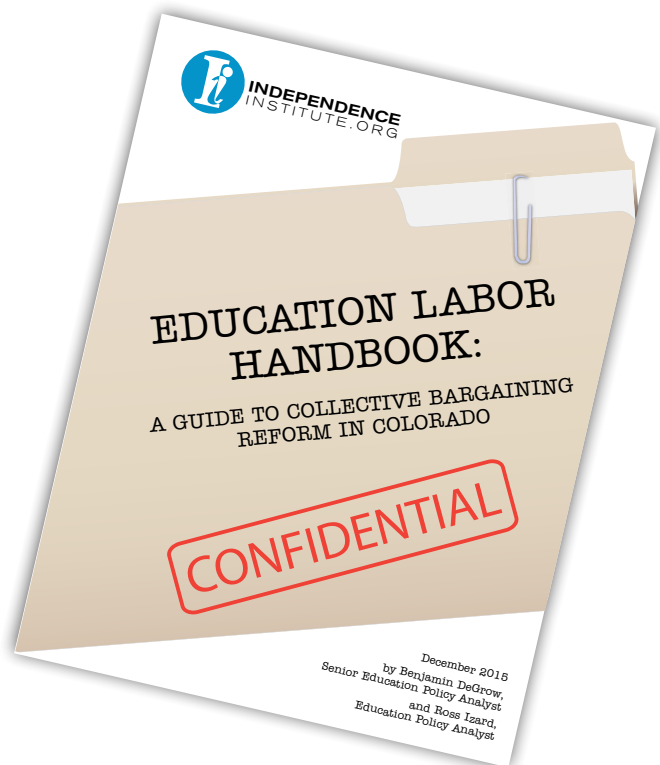 INDEPENDENCE
INSTITUTE.ORG
EDUCATION LABOR
HANDBOOK:
A GUIDE TO COLLECTIVE BARGAINING
REFORM IN COLORADO
CONFIDENTIAL
December 2015
by Benjamin DeGrow,
Senior Education Policy Analyst
and Ross Izard,
Education Policy Analyst